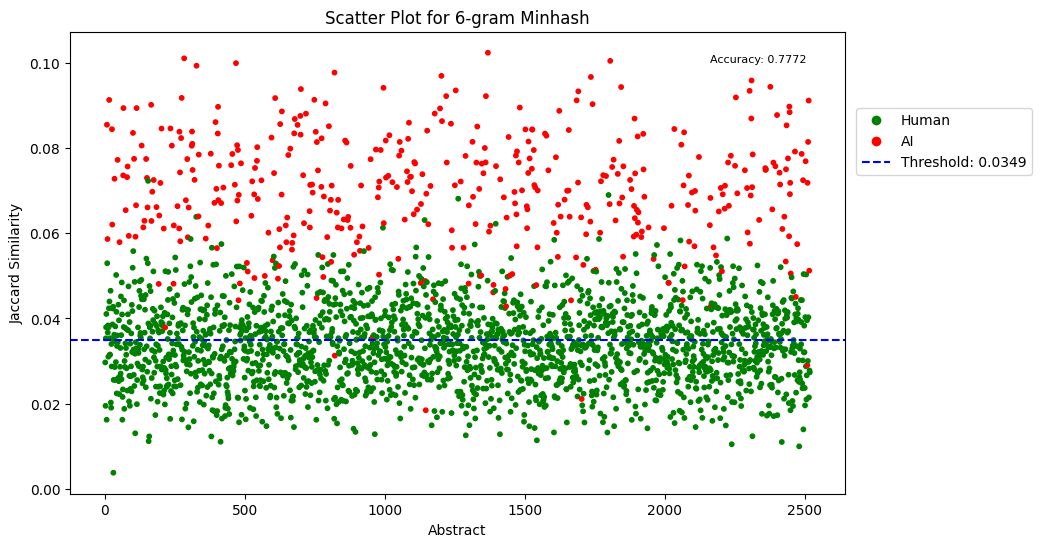 Scatter Plot for 6-gram Minhash
Accuracy: 0.7772
Human
AI
Threshold: 0.0349
Jaccard Similarity
0.10
0.08
0.06
0.04
0.02
0.00
0 500 1000 1500 2000 2500
Abstract